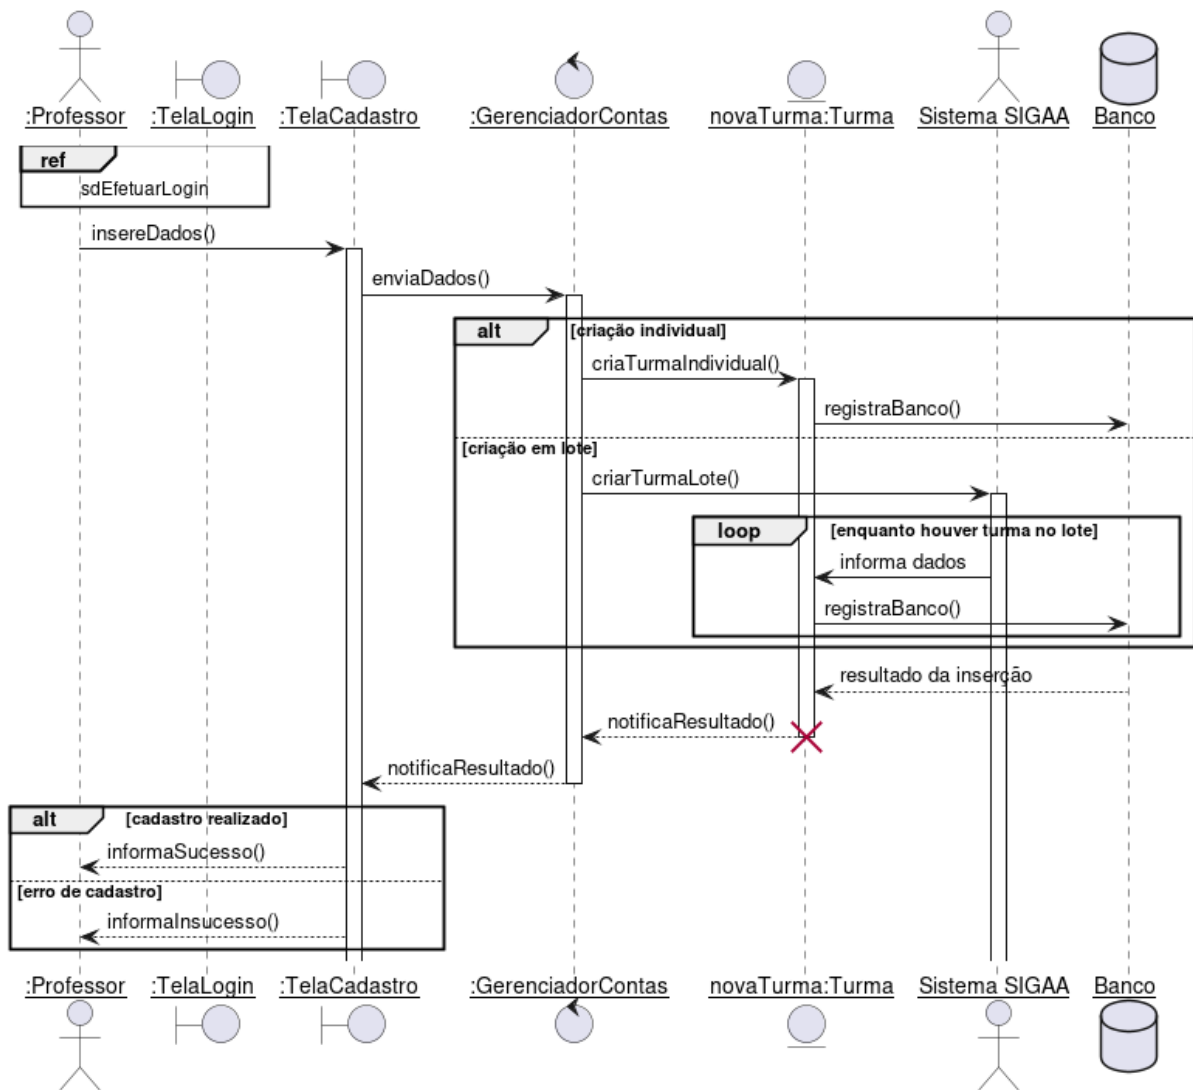 :Professor
:TelaLogin
:TelaCadastro
:GerenciadorContas
novaTurma:Turma
Sistema SIGAA
Banco
ref
sdEfetuarLogin
insereDados()
enviaDados()
alt [criação individual]
criaTurmaIndividual()
registraBanco()
[criação em lote]
criarTurmaLote()
loop [enquanto houver turma no lote]
informa dados
registraBanco()
resultado da inserção
notificaResultado()
notificaResultado()
alt [cadastro realizado]
informaSucesso()
[erro de cadastro]
informaInsucesso()
:Professor
:TelaLogin
:TelaCadastro
:GerenciadorContas
novaTurma:Turma
Sistema SIGAA
Banco